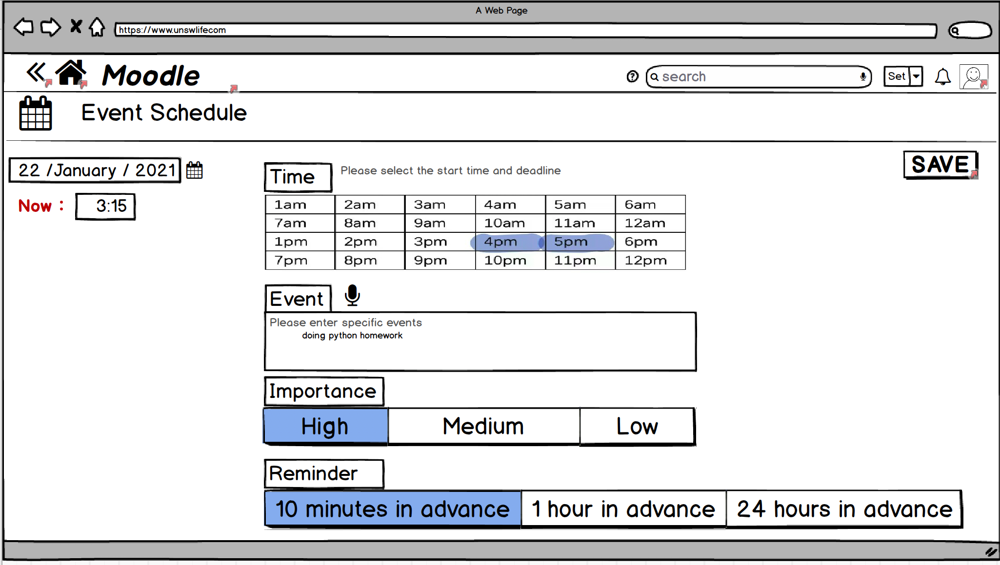 A Web Page
https://www.unswlifecom
Moodle
search
Set
Event Schedule
22 /January / 2021
Now : 3:15
Time
Please select the start time and deadline
SAVE
1am 2am 3am 4am 5am 6am
7am 8am 9am 10am 11am 12am
1pm 2pm 3pm 4pm 5pm 6pm
7pm 8pm 9pm 10pm 11pm 12pm
Event
Please enter specific events
doing python homework
Importance
High Medium Low
Reminder
10 minutes in advance 1 hour in advance 24 hours in advance